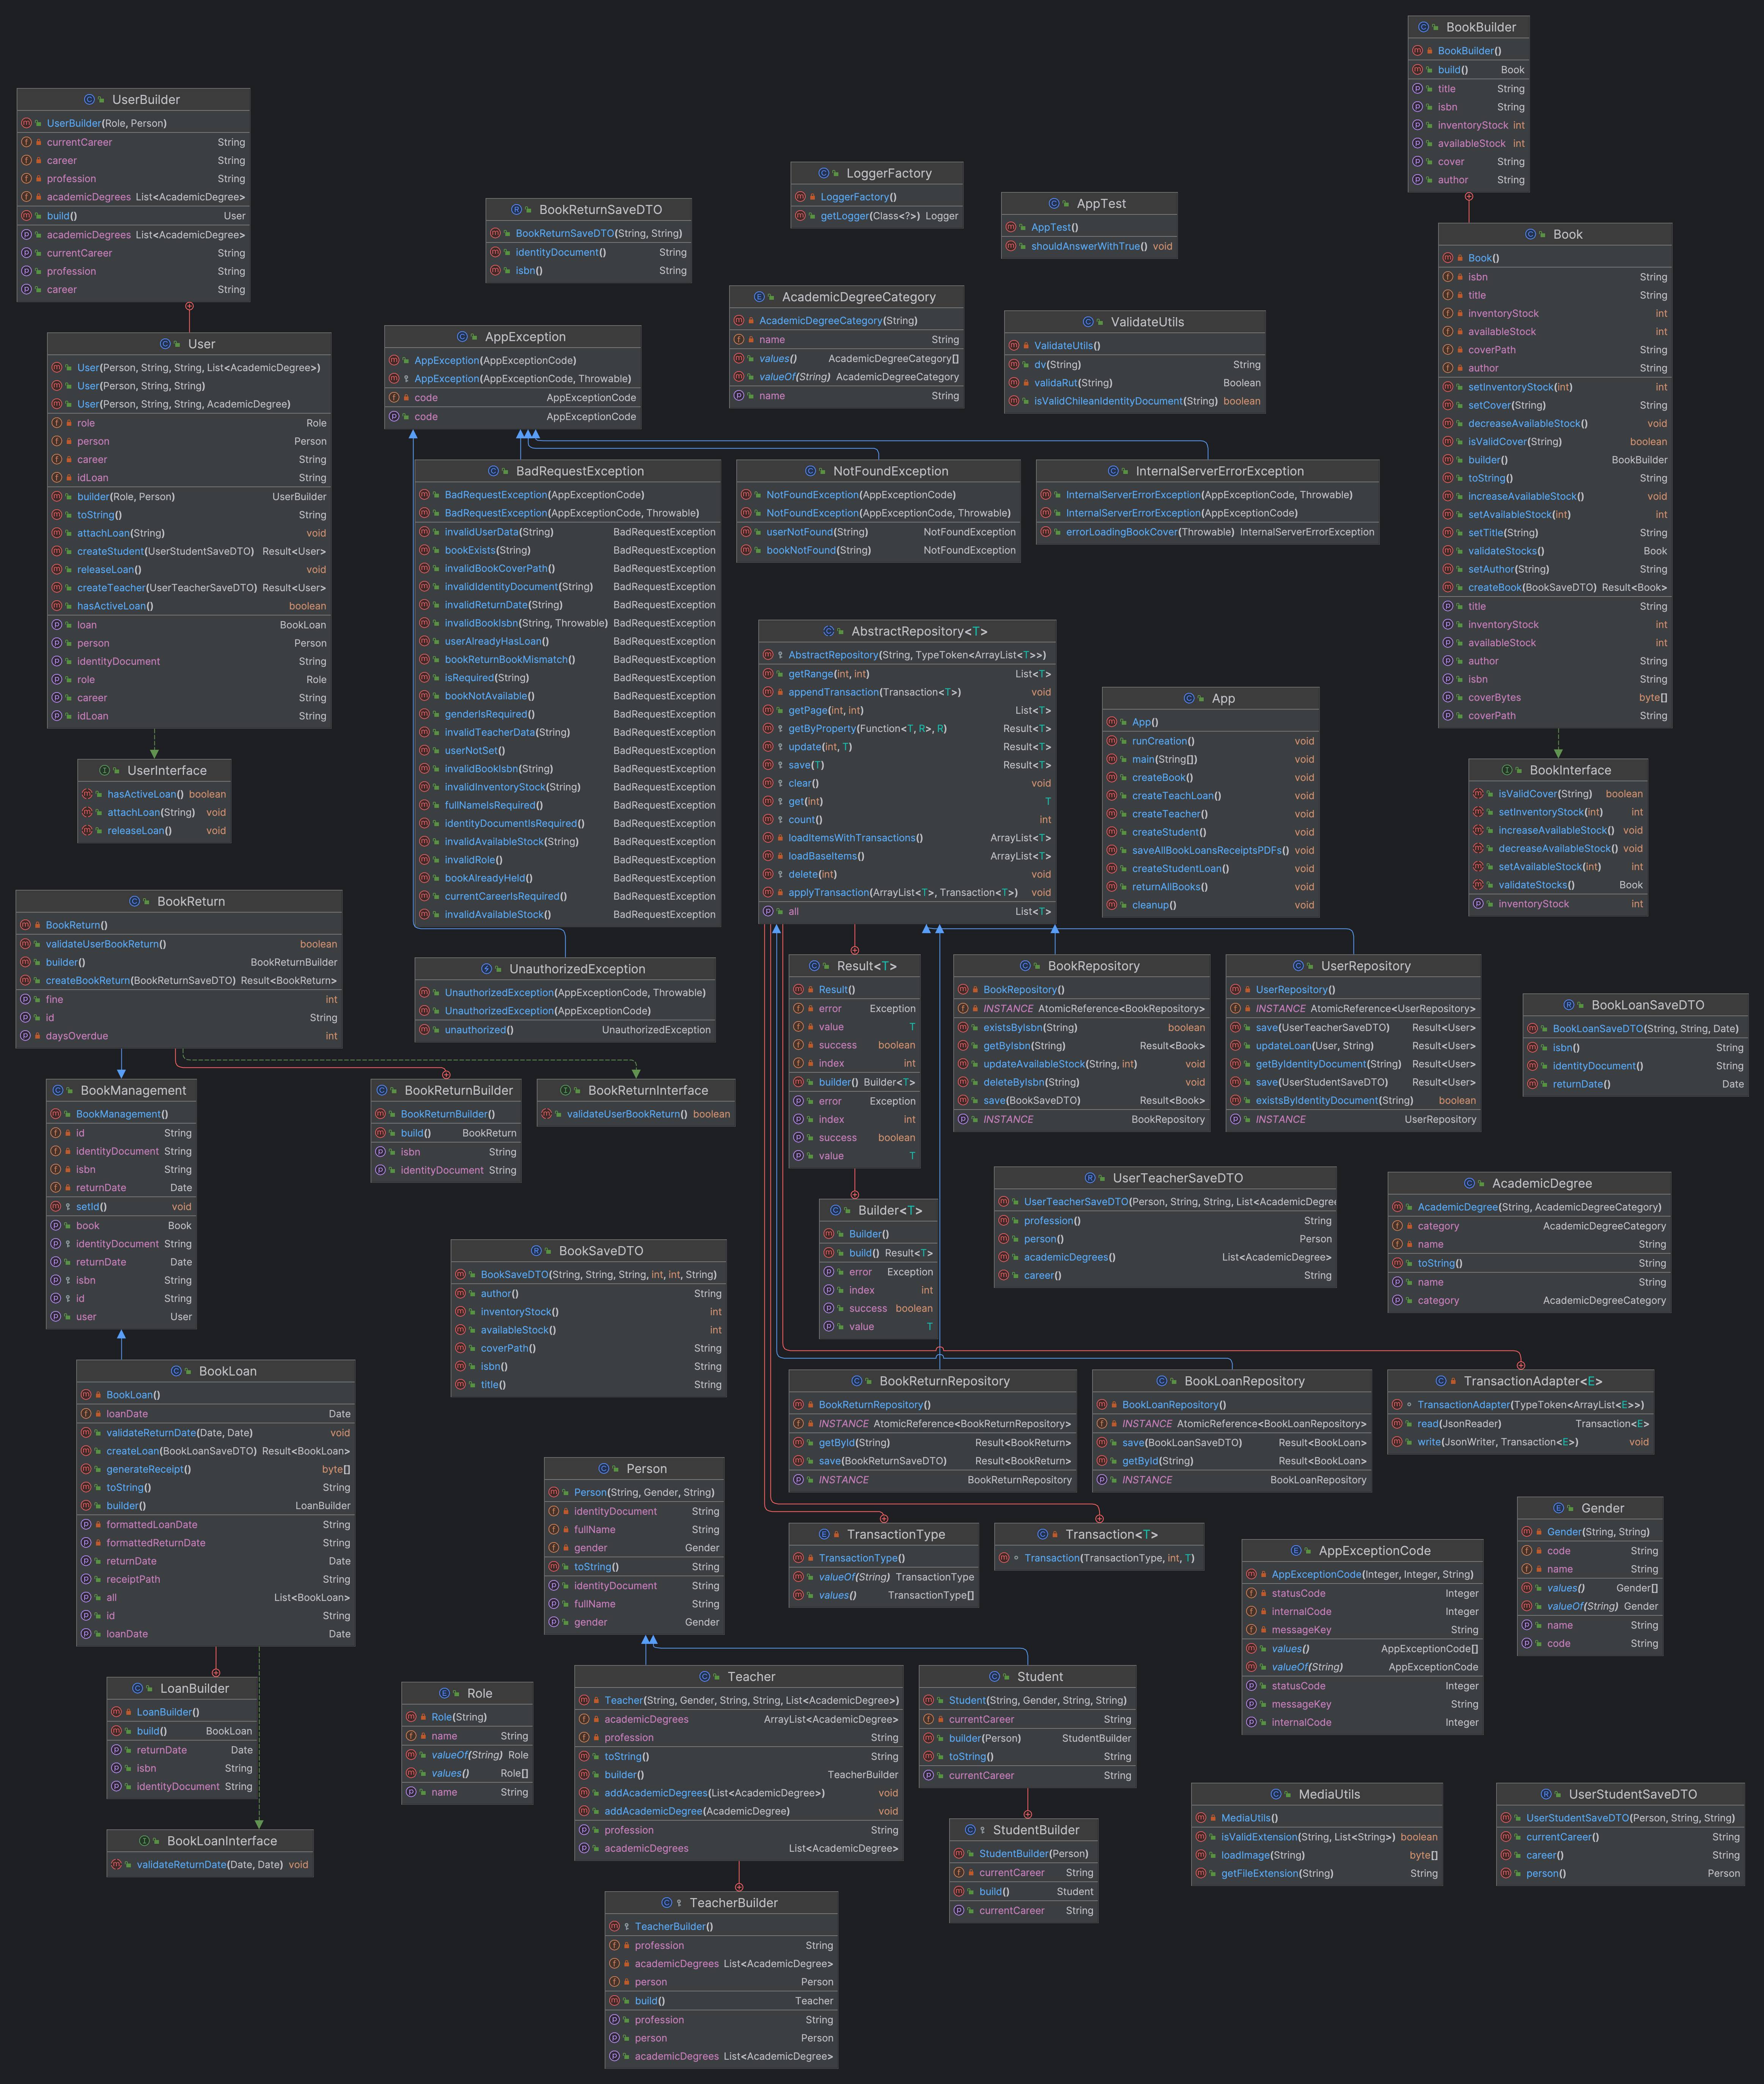 BookBuilder
BookBuilder()
build() Book
title String
isbn String
inventoryStock int
availableStock int
cover String
author String
UserBuilder
UserBuilder(Role, Person)
currentCareer String
career String
profession String
academicDegrees List<AcademicDegree>
build() User
academicDegrees List<AcademicDegree>
currentCareer String
profession String
career String
LoggerFactory
LoggerFactory()
getLogger(Class<?>) Logger
AppTest
AppTest()
shouldAnswerWithTrue() void
BookReturnSaveDTO
BookReturnSaveDTO(String, String)
identityDocument() String
isbn() String
Book
Book()
isbn String
title String
inventoryStock int
availableStock int
coverPath String
author String
setInventoryStock(int) int
setCover(String) String
decreaseAvailableStock() void
isValidCover(String) boolean
builder() BookBuilder
toString() String
increaseAvailableStock() void
setAvailableStock(int) int
setTitle(String) String
validateStocks() Book
setAuthor(String) String
createBook(BookSaveDTO) Result<Book>
title String
inventoryStock int
availableStock int
author String
isbn String
coverBytes byte[]
coverPath String
AcademicDegreeCategory
AcademicDegreeCategory(String)
name String
values() AcademicDegreeCategory[]
valueOf(String) AcademicDegreeCategory
name String
ValidateUtils
ValidateUtils()
dv(String) String
validaRut(String) Boolean
isValidChileanIdentityDocument(String) boolean
User
User(Person, String, String, List<AcademicDegree>)
User(Person, String, String)
User(Person, String, String, AcademicDegree)
role Role
person Person
career String
idLoan String
builder(Role, Person) UserBuilder
toString() String
attachLoan(String) void
createStudent(UserStudentSaveDTO) Result<User>
releaseLoan() void
createTeacher(UserTeacherSaveDTO) Result<User>
hasActiveLoan() boolean
loan BookLoan
person Person
identityDocument String
role Role
career String
idLoan String
AppException
AppException(AppExceptionCode)
AppException(AppExceptionCode, Throwable)
code AppExceptionCode
code AppExceptionCode
BadRequestException
BadRequestException(AppExceptionCode)
BadRequestException(AppExceptionCode, Throwable)
invalidUserData(String) BadRequestException
bookExists(String) BadRequestException
invalidBookCoverPath() BadRequestException
invalidIdentityDocument(String) BadRequestException
invalidReturnDate(String) BadRequestException
invalidBookIsbn(String, Throwable) BadRequestException
userAlreadyHasLoan() BadRequestException
bookReturnBookMismatch() BadRequestException
isRequired(String) BadRequestException
bookNotAvailable() BadRequestException
genderIsRequired() BadRequestException
invalidTeacherData(String) BadRequestException
userNotSet() BadRequestException
invalidBookIsbn(String) BadRequestException
invalidInventoryStock(String) BadRequestException
fullNameIsRequired() BadRequestException
identityDocumentIsRequired() BadRequestException
invalidAvailableStock(String) BadRequestException
invalidRole() BadRequestException
bookAlreadyHeld() BadRequestException
currentCareerIsRequired() BadRequestException
invalidAvailableStock() BadRequestException
NotFoundException
NotFoundException(AppExceptionCode)
NotFoundException(AppExceptionCode, Throwable)
userNotFound(String) NotFoundException
bookNotFound(String) NotFoundException
InternalServerErrorException
InternalServerErrorException(AppExceptionCode, Throwable)
InternalServerErrorException(AppExceptionCode)
errorLoadingBookCover(Throwable) InternalServerErrorException
AbstractRepository<T>
AbstractRepository(String, TypeToken<ArrayList<T>>)
getRange(int, int) List<T>
appendTransaction(Transaction<T>) void
getPage(int, int) List<T>
getByProperty(Function<T, R>, R) Result<T>
update(int, T) Result<T>
save(T) Result<T>
clear() void
get(int) T
count() int
loadItemsWithTransactions() ArrayList<T>
loadBaseItems() ArrayList<T>
delete(int) void
applyTransaction(ArrayList<T>, Transaction<T>) void
all List<T>
App
App()
runCreation() void
main(String[]) void
createBook() void
createTeachLoan() void
createTeacher() void
createStudent() void
saveAllBookLoansReceiptsPDFs() void
createStudentLoan() void
returnAllBooks() void
cleanup() void
UserInterface
hasActiveLoan() boolean
attachLoan(String) void
releaseLoan() void
BookInterface
isValidCover(String) boolean
setInventoryStock(int) int
increaseAvailableStock() void
decreaseAvailableStock() void
setAvailableStock(int) int
validateStocks() Book
inventoryStock int
BookReturn
BookReturn()
validateUserBookReturn() boolean
builder() BookReturnBuilder
createBookReturn(BookReturnSaveDTO) Result<BookReturn>
fine int
id String
daysOverdue int
UnauthorizedException
UnauthorizedException(AppExceptionCode, Throwable)
UnauthorizedException(AppExceptionCode)
unauthorized() UnauthorizedException
Result<T>
Result()
error Exception
value T
success boolean
index int
builder() Builder<T>
error Exception
index int
success boolean
value T
BookRepository
BookRepository()
INSTANCE AtomicReference<BookRepository>
existsByIsbn(String) boolean
getByIsbn(String) Result<Book>
updateAvailableStock(String, int) void
deleteByIsbn(String) void
save(BookSaveDTO) Result<Book>
INSTANCE BookRepository
UserRepository
UserRepository()
INSTANCE AtomicReference<UserRepository>
save(UserTeacherSaveDTO) Result<User>
updateLoan(User, String) Result<User>
getByIdentityDocument(String) Result<User>
save(UserStudentSaveDTO) Result<User>
existsByIdentityDocument(String) boolean
INSTANCE UserRepository
BookLoanSaveDTO
BookLoanSaveDTO(String, String, Date)
isbn() String
identityDocument() String
returnDate() Date
BookManagement
BookManagement()
id String
identityDocument String
isbn String
returnDate Date
setId() void
book Book
identityDocument String
returnDate Date
isbn String
id String
user User
BookReturnBuilder
BookReturnBuilder()
build() BookReturn
isbn String
identityDocument String
BookReturnInterface
validateUserBookReturn() boolean
Builder<T>
Builder()
build() Result<T>
error Exception
index int
success boolean
value T
UserTeacherSaveDTO
UserTeacherSaveDTO(Person, String, String, List<AcademicDegree
profession() String
person() Person
academicDegrees() List<AcademicDegree>
career() String
AcademicDegree
AcademicDegree(String, AcademicDegreeCategory)
category AcademicDegreeCategory
name String
toString() String
name String
category AcademicDegreeCategory
BookSaveDTO
BookSaveDTO(String, String, String, int, int, String)
author() String
inventoryStock() int
availableStock() int
coverPath() String
isbn() String
title() String
BookLoan
BookLoan()
loanDate Date
validateReturnDate(Date, Date) void
createLoan(BookLoanSaveDTO) Result<BookLoan>
generateReceipt() byte[]
toString() String
builder() LoanBuilder
formattedLoanDate String
formattedReturnDate String
returnDate Date
receiptPath String
all List<BookLoan>
id String
loanDate Date
BookReturnRepository
BookReturnRepository()
INSTANCE AtomicReference<BookReturnRepository>
getById(String) Result<BookReturn>
save(BookReturnSaveDTO) Result<BookReturn>
INSTANCE BookReturnRepository
BookLoanRepository
BookLoanRepository()
INSTANCE AtomicReference<BookLoanRepository>
save(BookLoanSaveDTO) Result<BookLoan>
getById(String) Result<BookLoan>
INSTANCE BookLoanRepository
TransactionAdapter<E>
TransactionAdapter(TypeToken<ArrayList<E>>)
read(JsonReader) Transaction<E>
write(JsonWriter, Transaction<E>) void
Person
Person(String, Gender, String)
identityDocument String
fullName String
gender Gender
toString() String
identityDocument String
fullName String
gender Gender
TransactionType
TransactionType()
valueOf(String) TransactionType
values() TransactionType[]
Transaction<T>
Transaction(TransactionType, int, T)
AppExceptionCode
AppExceptionCode(Integer, Integer, String)
statusCode Integer
internalCode Integer
messageKey String
values() AppExceptionCode[]
valueOf(String) AppExceptionCode
statusCode Integer
messageKey String
internalCode Integer
Gender
Gender(String, String)
code String
name String
values() Gender[]
valueOf(String) Gender
name String
code String
LoanBuilder
LoanBuilder()
build() BookLoan
returnDate Date
isbn String
identityDocument String
Role
Role(String)
name String
valueOf(String) Role
values() Role[]
name String
Teacher
Teacher(String, Gender, String, String, List<AcademicDegree>)
academicDegrees ArrayList<AcademicDegree>
profession String
toString() String
builder() TeacherBuilder
addAcademicDegrees(List<AcademicDegree>) void
addAcademicDegree(AcademicDegree) void
profession String
academicDegrees List<AcademicDegree>
Student
Student(String, Gender, String, String)
currentCareer String
builder(Person) StudentBuilder
toString() String
currentCareer String
MediaUtils
MediaUtils()
isValidExtension(String, List<String>) boolean
loadImage(String) byte[]
getFileExtension(String) String
UserStudentSaveDTO
UserStudentSaveDTO(Person, String, String)
currentCareer() String
career() String
person() Person
BookLoanInterface
validateReturnDate(Date, Date) void
StudentBuilder
StudentBuilder(Person)
currentCareer String
build() Student
currentCareer String
TeacherBuilder
TeacherBuilder()
profession String
academicDegrees List<AcademicDegree>
person Person
build() Teacher
profession String
person Person
academicDegrees List<AcademicDegree>